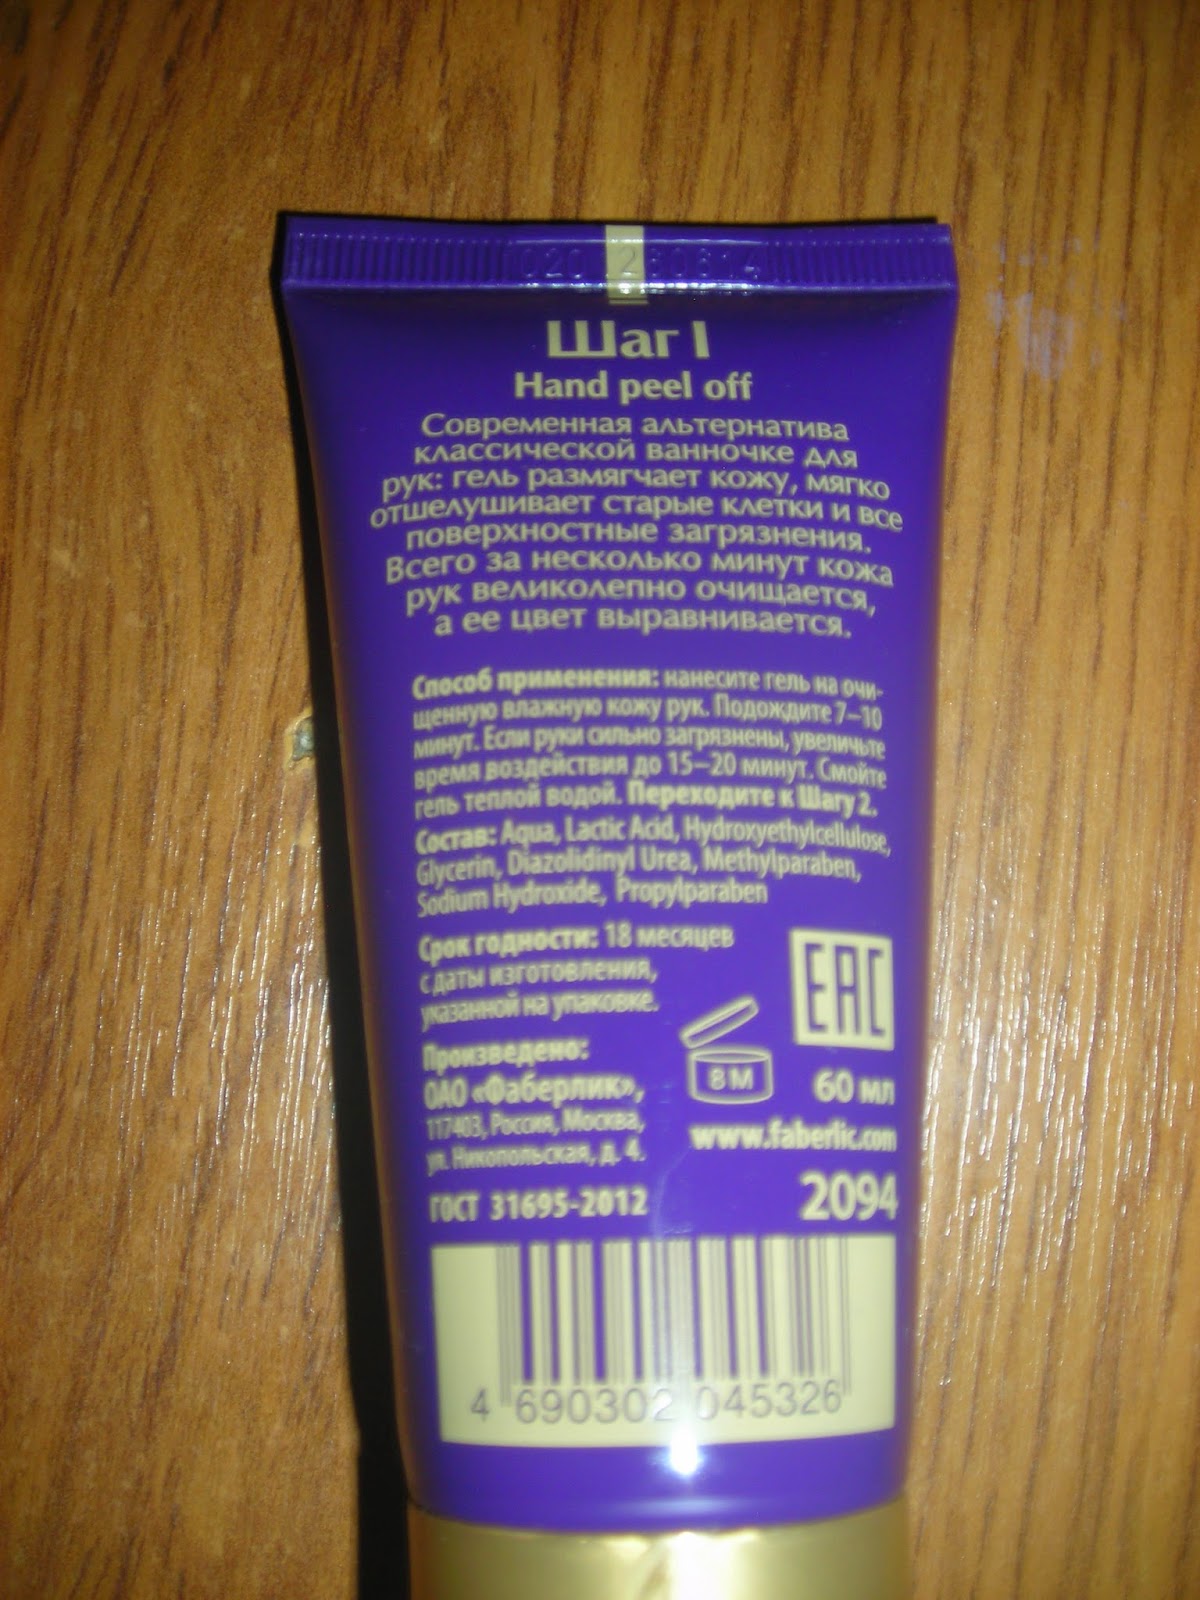 020 260614
Шаг 1
Hand peel off
Современная альтернатива
классической ванночке для
рук: гель размягчает кожу, мягко
отшелушивает старые клетки и все
поверхностные загрязнения.
Всего за несколько минут кожа
рук великолепно очищается,
а ее цвет выравнивается.
Способ применения: нанесите гель на очи-
щенную влажную кожу рук. Подождите 7–10
минут. Если руки сильно загрязнены, увеличьте
время воздействия до 15–20 минут. Смойте
гель теплой водой. Переходите к Шагу 2.
Состав: Aqua, Lactic Acid, Hydroxyethylcellulose,
Glycerin, Diazolidinyl Urea, Methylparaben,
Sodium Hydroxide, Propylparaben
Срок годности: 18 месяцев
с даты изготовления,
указанной на упаковке.
EAC
Произведено:
ОАО «Фаберлик»,
117403, Россия, Москва,
ул. Никопольская, д. 4.
8 M
60 мл
www.faberlic.com
ГОСТ 31695-2012
2094
4 690302 045326